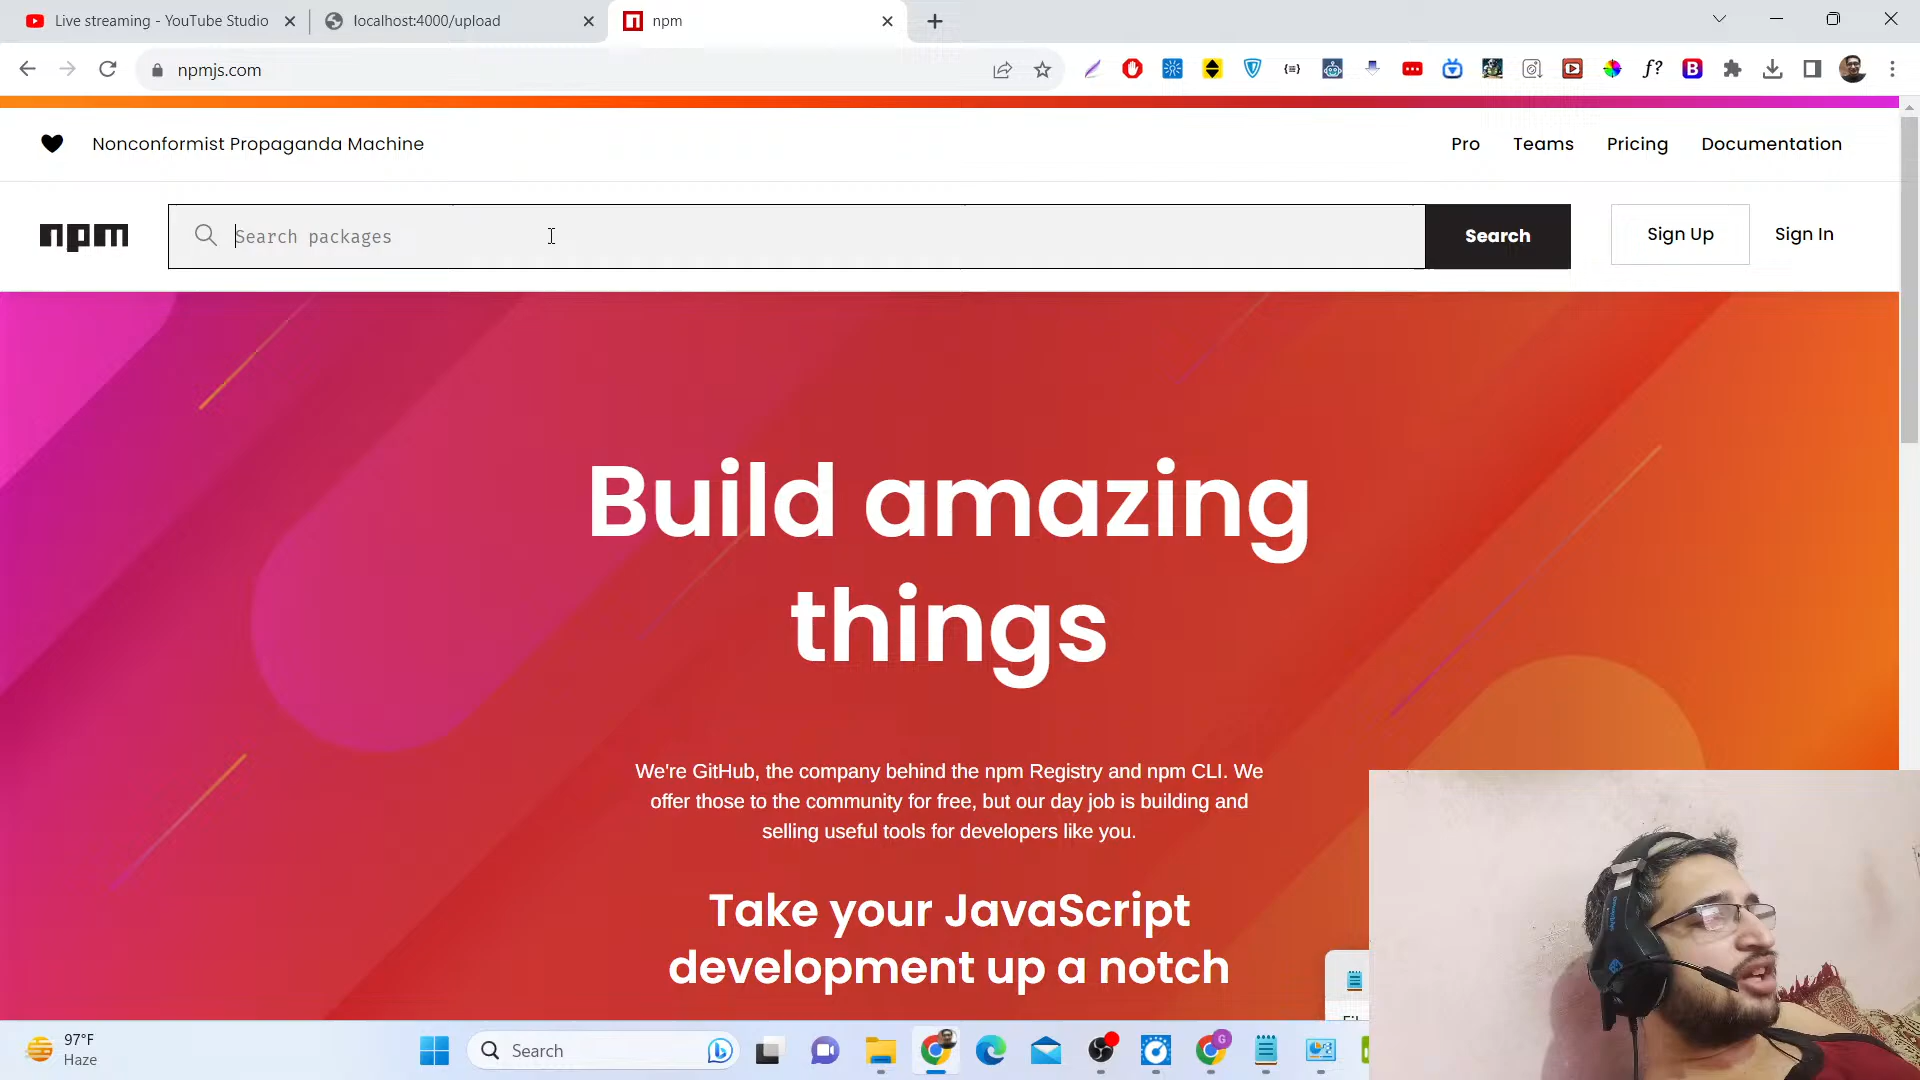 Live streaming - YouTube Studio
localhost:4000/upload
npm
npmjs.com
f?
B
Nonconformist Propaganda Machine
Pro
Teams
Pricing
Documentation
npm
Search packages
Search
Sign Up
Sign In
Build amazing
things
We're GitHub, the company behind the npm Registry and npm CLI. We
offer those to the community for free, but our day job is building and
selling useful tools for developers like you.
Take your JavaScript
development up a notch
97°F
Haze
Search
G